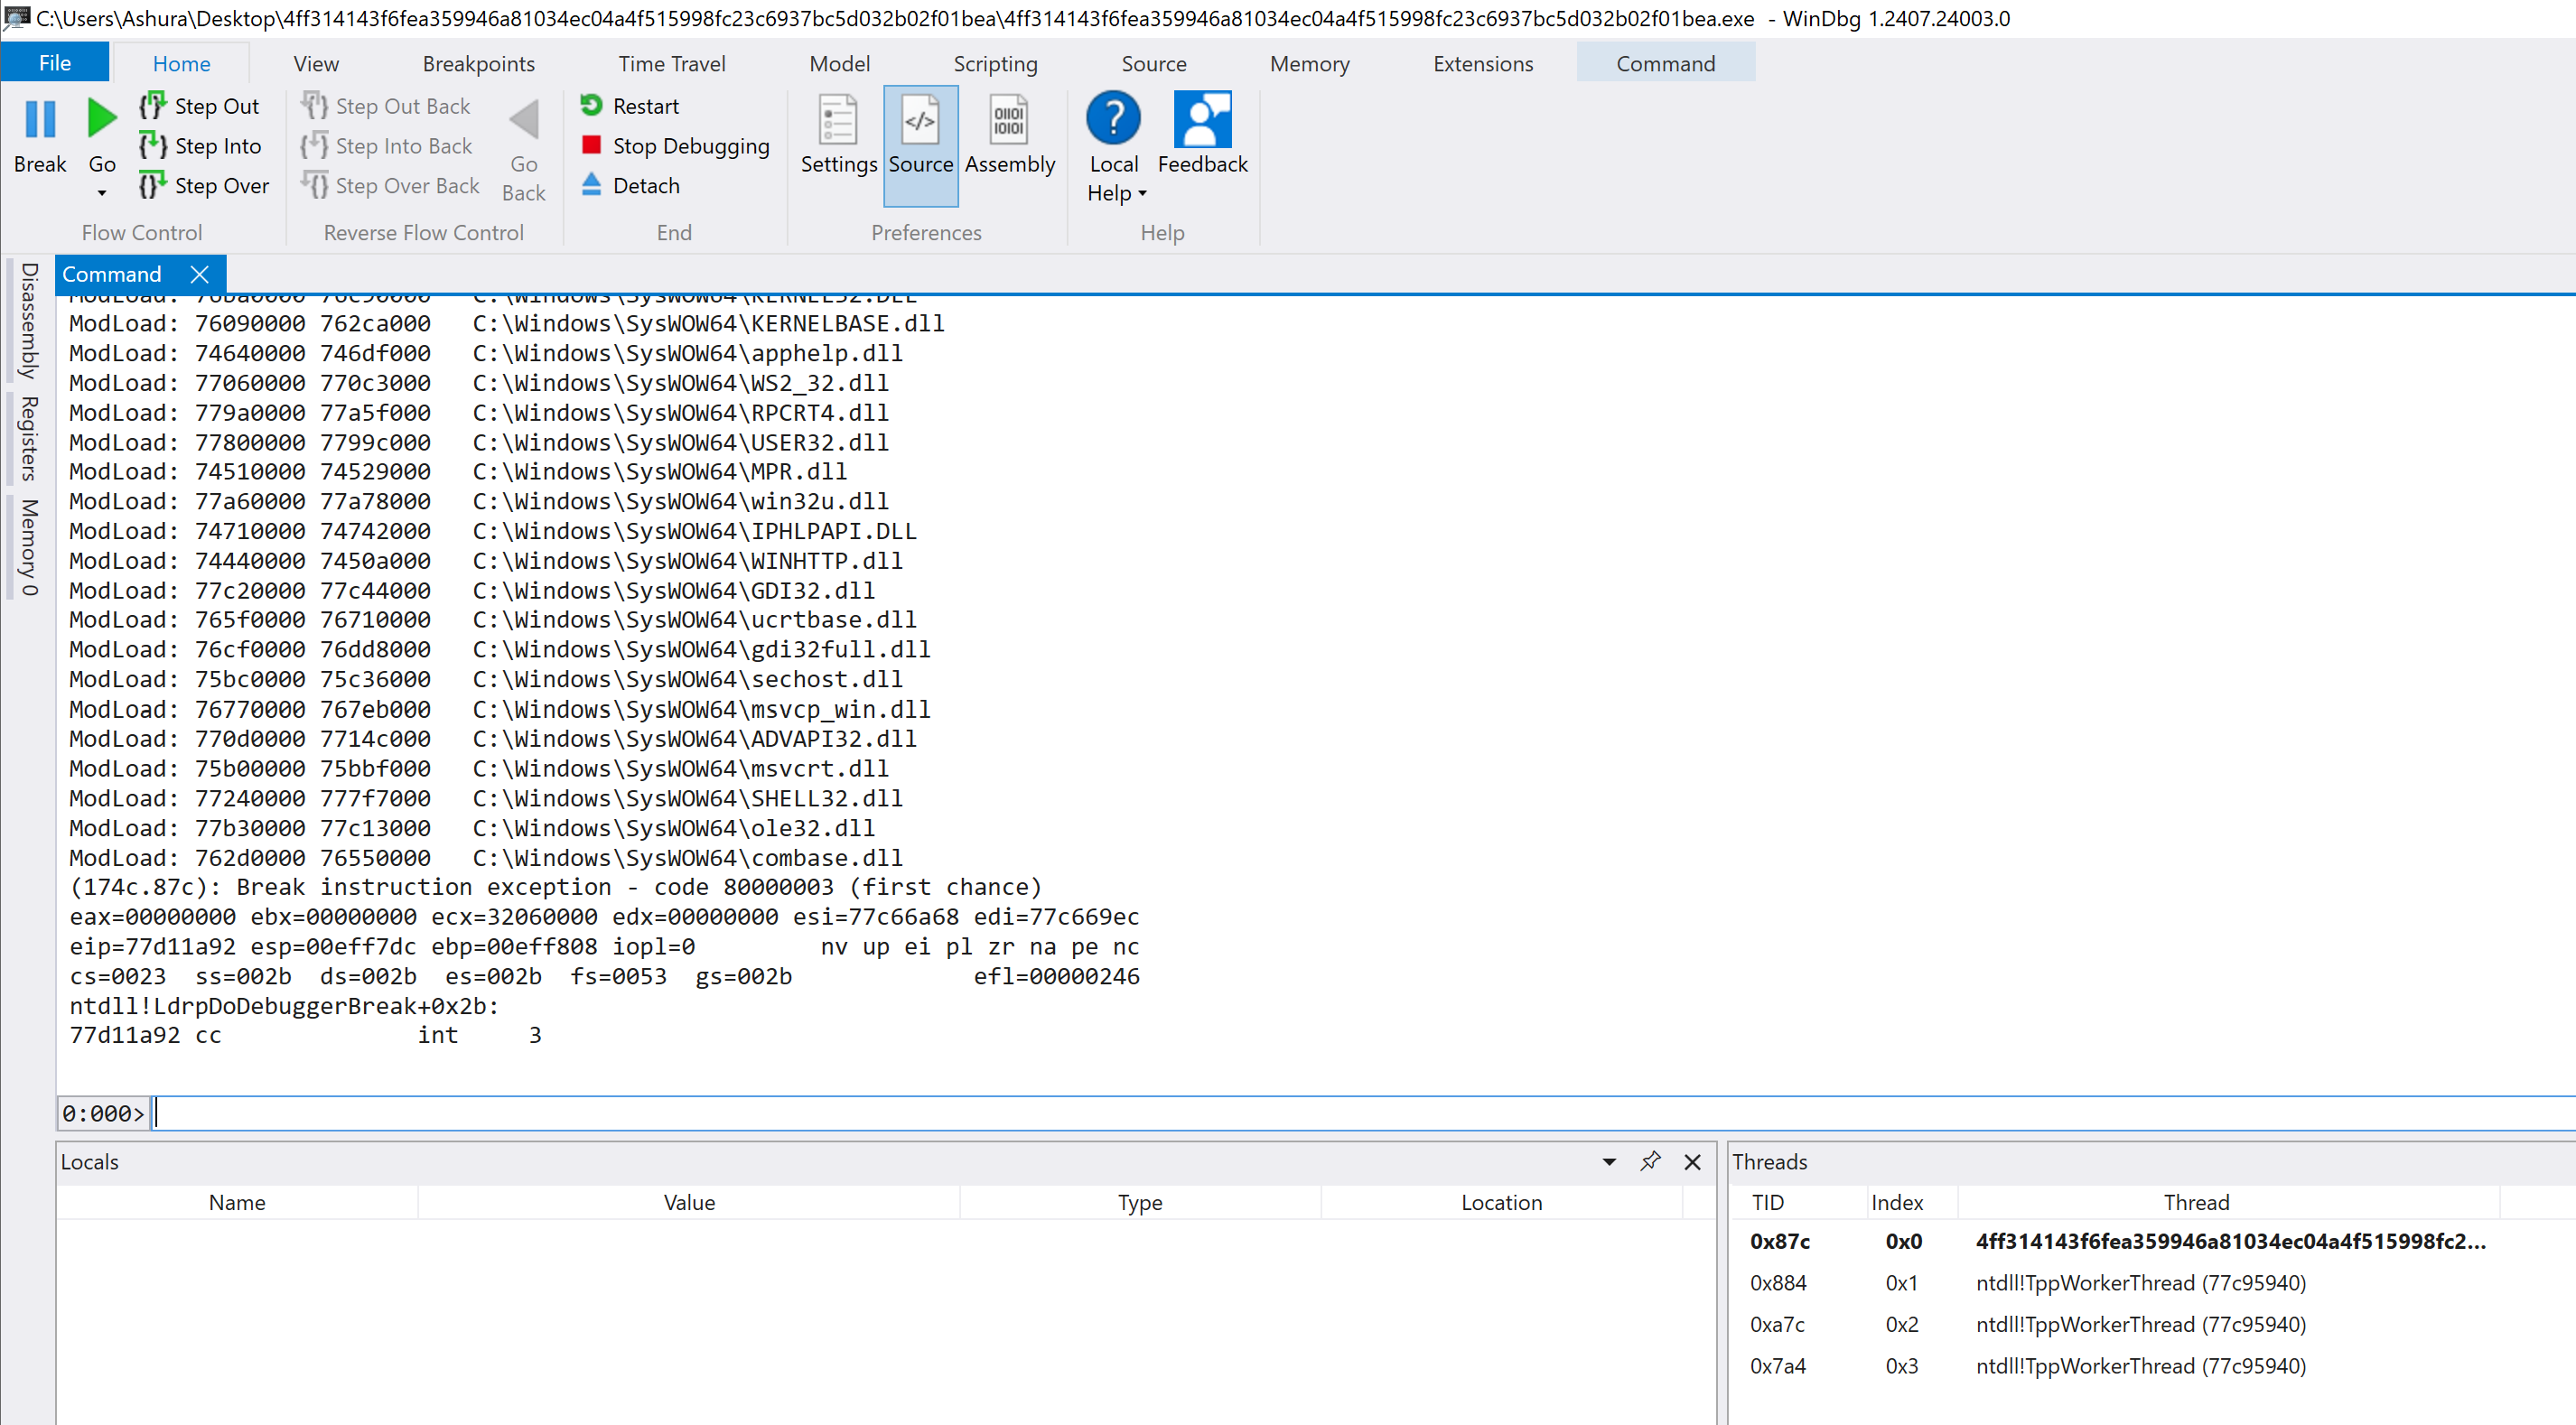 C:\Users\Ashura\Desktop\4ff314143f6fea359946a81034ec04a4f515998fc23c6937bc5d032b02f01bea\4ff314143f6fea359946a81034ec04a4f515998fc23c6937bc5d032b02f01bea.exe - WinDbg 1.2407.24003.0
File Home View Breakpoints Time Travel Model Scripting Source Memory Extensions Command
Break
Go
Step Out
Step Into
Step Over
Flow Control
Step Out Back
Step Into Back
Step Over Back
Go Back
Reverse Flow Control
Restart
Stop Debugging
Detach
End
Settings
Source
Assembly
Preferences
Local Help
Feedback
Help
Disassembly
Registers
Memory 0
Command
ModLoad: 76ba0000 76c90000 C:\Windows\SysWOW64\KERNEL32.DLL
ModLoad: 76090000 762ca000 C:\Windows\SysWOW64\KERNELBASE.dll
ModLoad: 74640000 746df000 C:\Windows\SysWOW64\apphelp.dll
ModLoad: 77060000 770c3000 C:\Windows\SysWOW64\WS2_32.dll
ModLoad: 779a0000 77a5f000 C:\Windows\SysWOW64\RPCRT4.dll
ModLoad: 77800000 7799c000 C:\Windows\SysWOW64\USER32.dll
ModLoad: 74510000 74529000 C:\Windows\SysWOW64\MPR.dll
ModLoad: 77a60000 77a78000 C:\Windows\SysWOW64\win32u.dll
ModLoad: 74710000 74742000 C:\Windows\SysWOW64\IPHLPAPI.DLL
ModLoad: 74440000 7450a000 C:\Windows\SysWOW64\WINHTTP.dll
ModLoad: 77c20000 77c44000 C:\Windows\SysWOW64\GDI32.dll
ModLoad: 765f0000 76710000 C:\Windows\SysWOW64\ucrtbase.dll
ModLoad: 76cf0000 76dd8000 C:\Windows\SysWOW64\gdi32full.dll
ModLoad: 75bc0000 75c36000 C:\Windows\SysWOW64\sechost.dll
ModLoad: 76770000 767eb000 C:\Windows\SysWOW64\msvcp_win.dll
ModLoad: 770d0000 7714c000 C:\Windows\SysWOW64\ADVAPI32.dll
ModLoad: 75b00000 75bbf000 C:\Windows\SysWOW64\msvcrt.dll
ModLoad: 77240000 777f7000 C:\Windows\SysWOW64\SHELL32.dll
ModLoad: 77b30000 77c13000 C:\Windows\SysWOW64\ole32.dll
ModLoad: 762d0000 76550000 C:\Windows\SysWOW64\combase.dll
(174c.87c): Break instruction exception - code 80000003 (first chance)
eax=00000000 ebx=00000000 ecx=32060000 edx=00000000 esi=77c66a68 edi=77c669ec
eip=77d11a92 esp=00eff7dc ebp=00eff808 iopl=0 nv up ei pl zr na pe nc
cs=0023 ss=002b ds=002b es=002b fs=0053 gs=002b efl=00000246
ntdll!LdrpDoDebuggerBreak+0x2b:
77d11a92 cc int 3
0:000>
Locals
Name Value Type Location
Threads
TID Index Thread
0x87c 0x0 4ff314143f6fea359946a81034ec04a4f515998fc2...
0x884 0x1 ntdll!TppWorkerThread (77c95940)
0xa7c 0x2 ntdll!TppWorkerThread (77c95940)
0x7a4 0x3 ntdll!TppWorkerThread (77c95940)